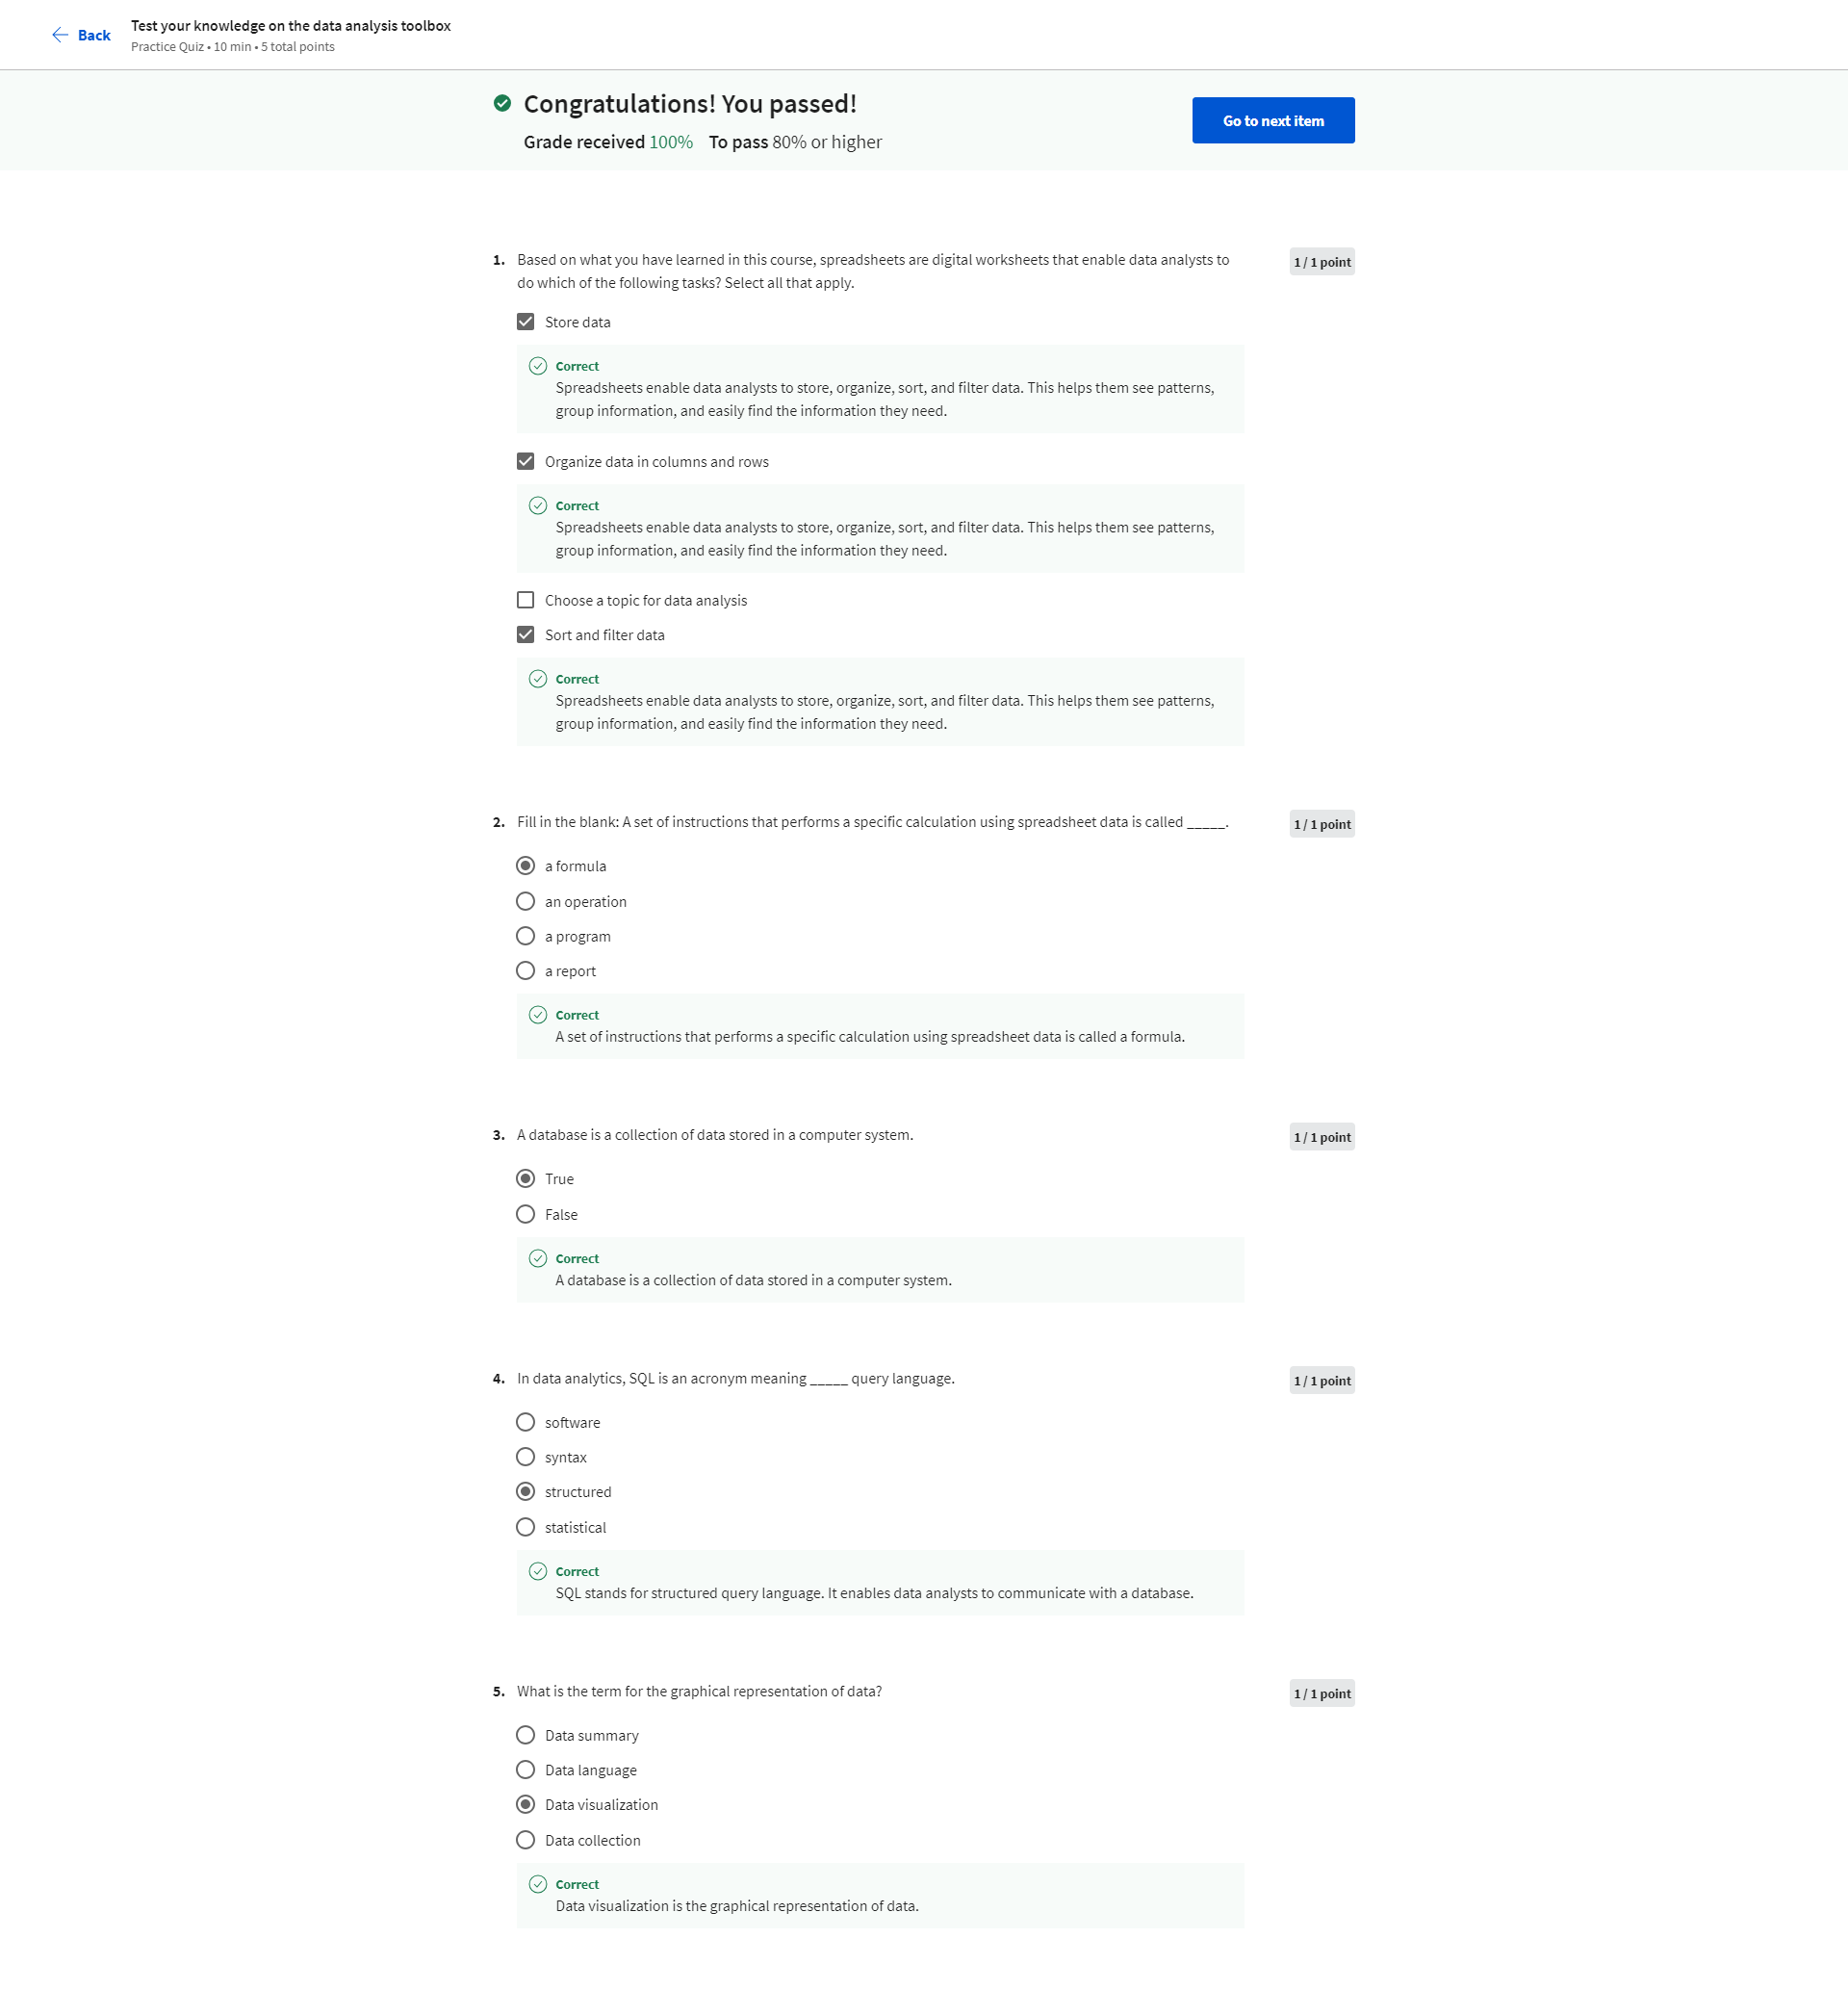 Back
Test your knowledge on the data analysis toolbox
Practice Quiz • 10 min • 5 total points
Congratulations! You passed!
Grade received 100% To pass 80% or higher
Go to next item
1. Based on what you have learned in this course, spreadsheets are digital worksheets that enable data analysts to
do which of the following tasks? Select all that apply.
1 / 1 point
Store data
Correct
Spreadsheets enable data analysts to store, organize, sort, and filter data. This helps them see patterns,
group information, and easily find the information they need.
Organize data in columns and rows
Correct
Spreadsheets enable data analysts to store, organize, sort, and filter data. This helps them see patterns,
group information, and easily find the information they need.
Choose a topic for data analysis
Sort and filter data
Correct
Spreadsheets enable data analysts to store, organize, sort, and filter data. This helps them see patterns,
group information, and easily find the information they need.
2. Fill in the blank: A set of instructions that performs a specific calculation using spreadsheet data is called _____.
1 / 1 point
a formula
an operation
a program
a report
Correct
A set of instructions that performs a specific calculation using spreadsheet data is called a formula.
3. A database is a collection of data stored in a computer system.
1 / 1 point
True
False
Correct
A database is a collection of data stored in a computer system.
4. In data analytics, SQL is an acronym meaning _____ query language.
1 / 1 point
software
syntax
structured
statistical
Correct
SQL stands for structured query language. It enables data analysts to communicate with a database.
5. What is the term for the graphical representation of data?
1 / 1 point
Data summary
Data language
Data visualization
Data collection
Correct
Data visualization is the graphical representation of data.